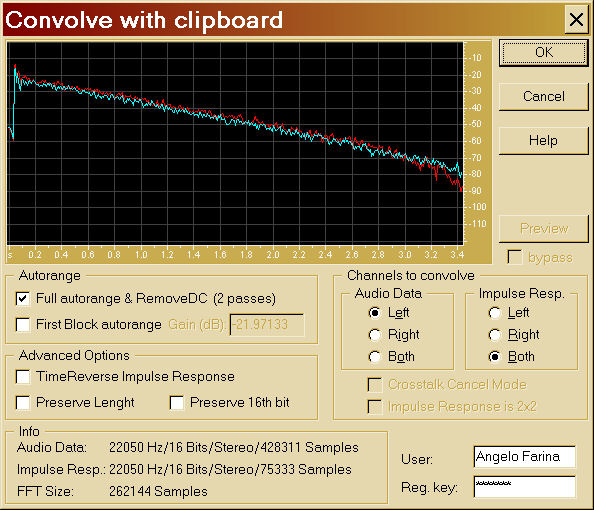 Convolve with clipboard
OK
Cancel
Help
Preview
bypass
-10
-20
-30
-40
-50
-60
-70
-80
-90
-100
-110
s 0.2 0.4 0.6 0.8 1.0 1.2 1.4 1.6 1.8 2.0 2.2 2.4 2.6 2.8 3.0 3.2 3.4
Autorange
Full autorange & RemoveDC (2 passes)
First Block autorange Gain (dB): -21.97133
Advanced Options
TimeReverse Impulse Response
Preserve Lenght Preserve 16th bit
Channels to convolve
Audio Data Impulse Resp.
Left Left
Right Right
Both Both
Crosstalk Cancel Mode
Impulse Response is 2x2
Info
Audio Data: 22050 Hz/16 Bits/Stereo/428311 Samples
Impulse Resp.: 22050 Hz/16 Bits/Stereo/75333 Samples
FFT Size: 262144 Samples
User: Angelo Farina
Reg. key: ********